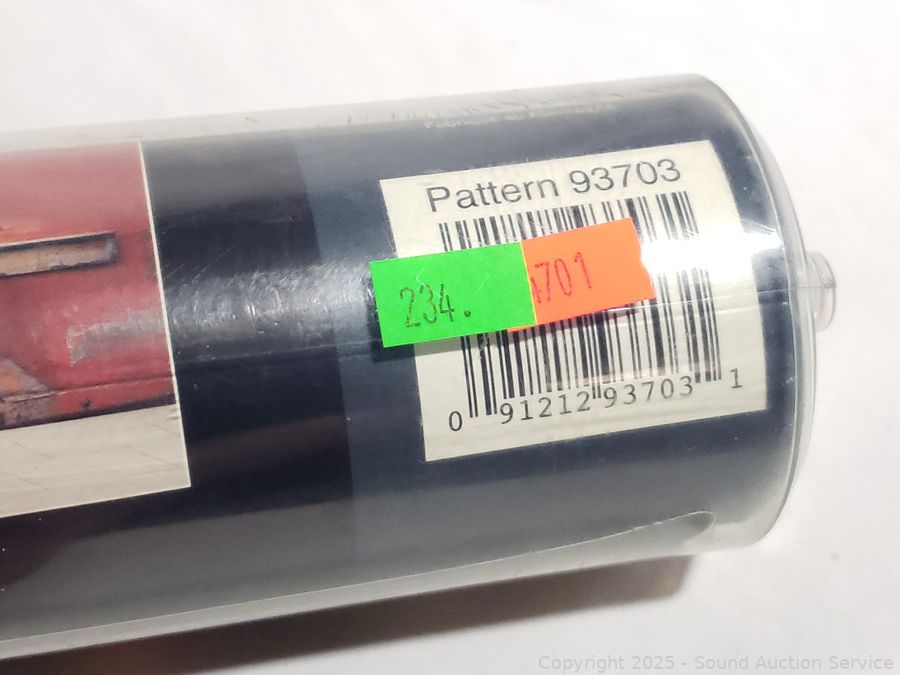 Pattern 93703
234.
701
0 91212 93703 1
Copyright 2025 - Sound Auction Service